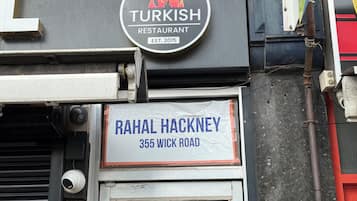 TURKISH
RESTAURANT
EST. 2015
RAHAL HACKNEY
355 WICK ROAD